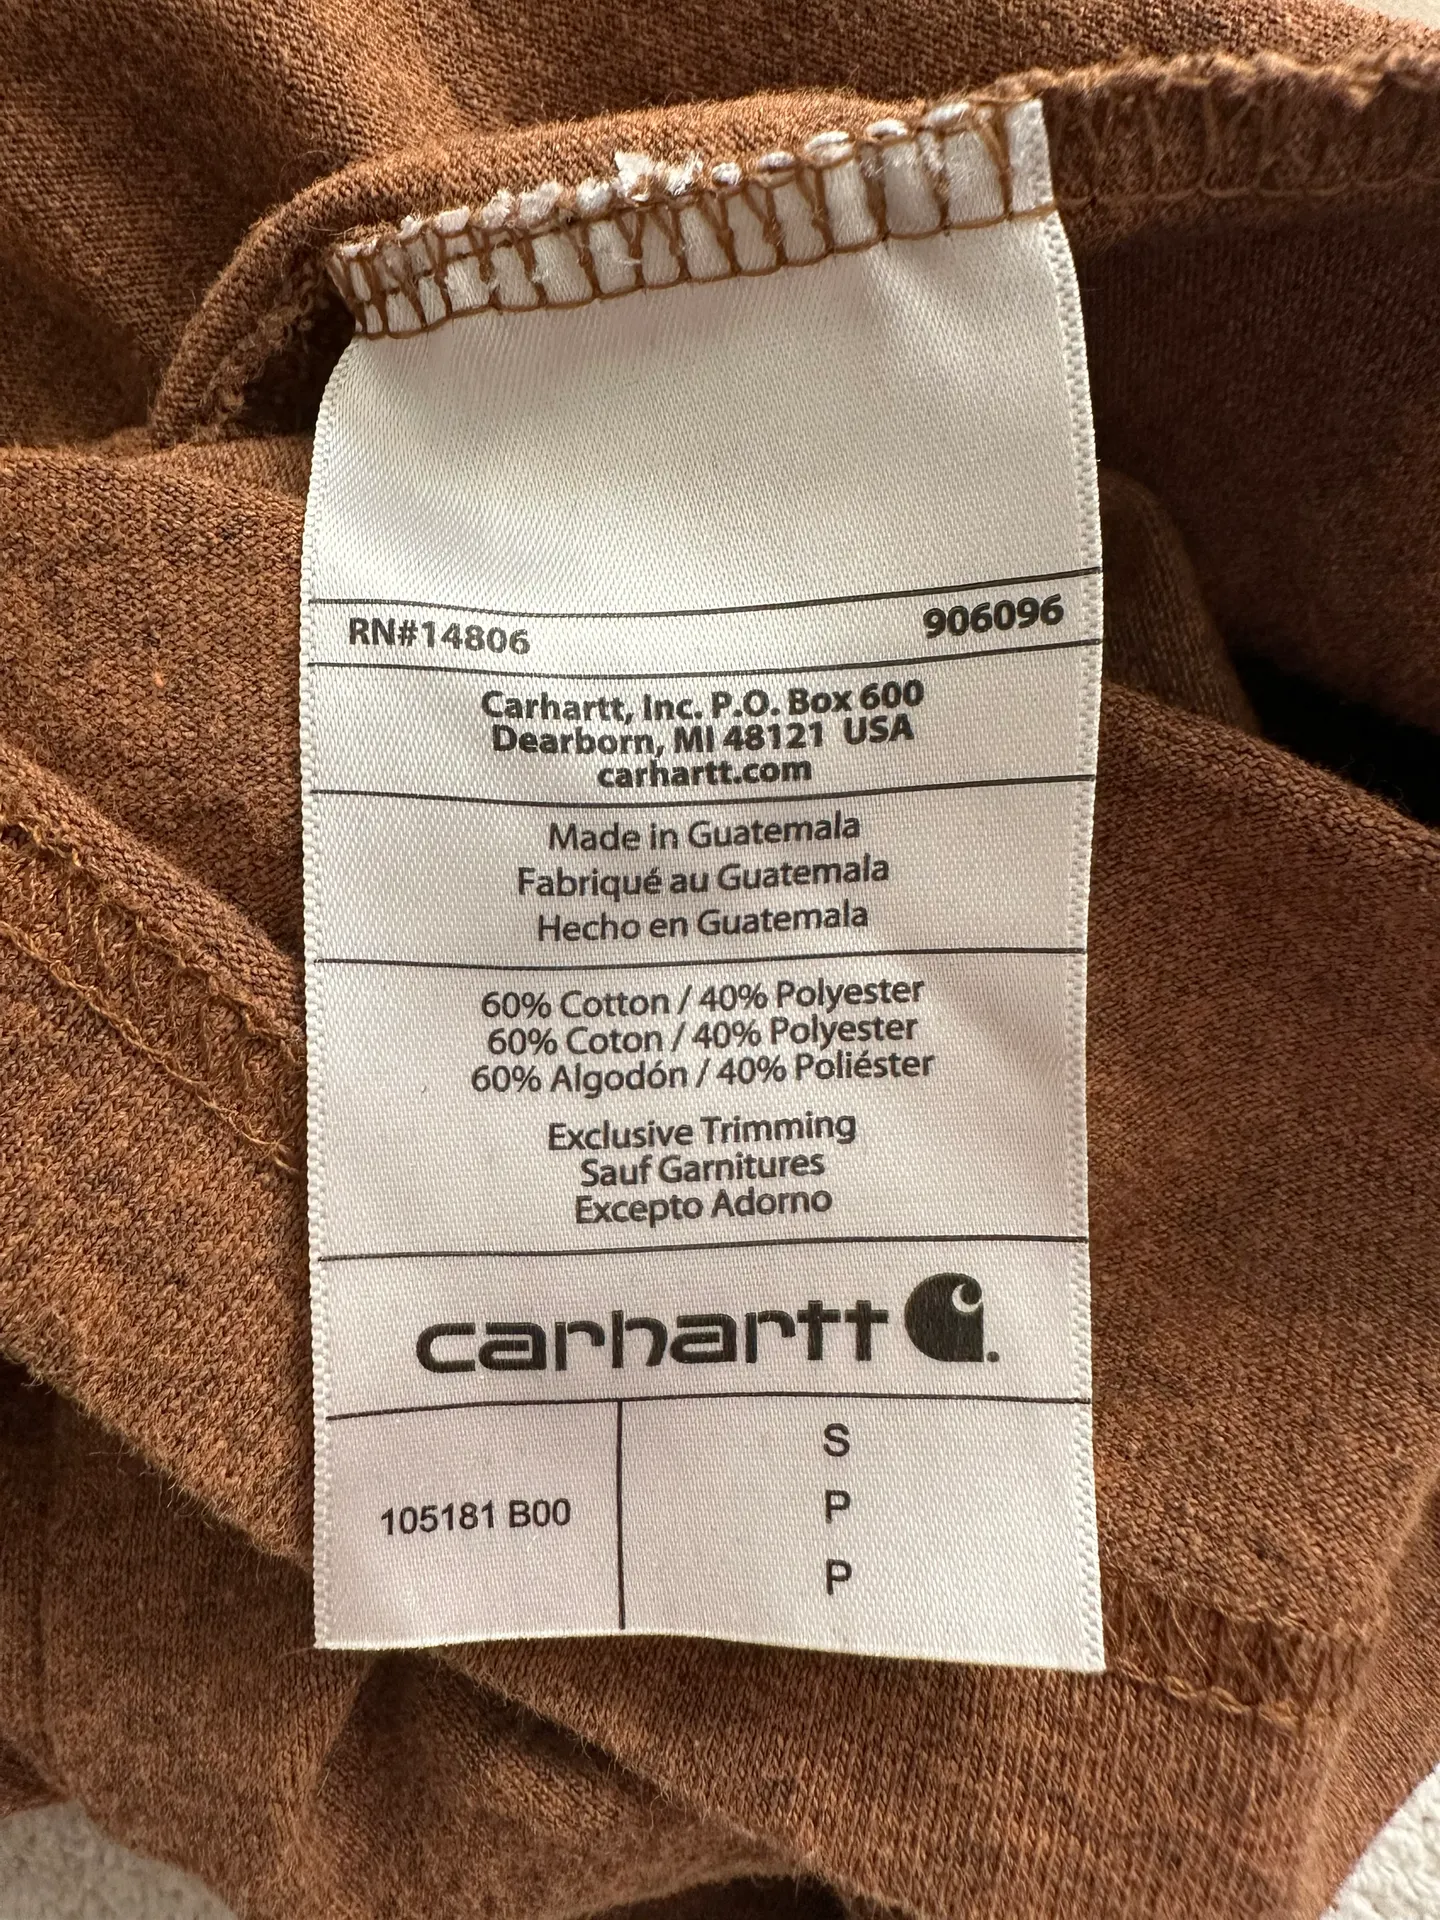 RN#14806 906096
Carhartt, Inc. P.O. Box 600
Dearborn, MI 48121 USA
carhartt.com
Made in Guatemala
Fabriqué au Guatemala
Hecho en Guatemala
60% Cotton / 40% Polyester
60% Coton / 40% Polyester
60% Algodón / 40% Poliéster
Exclusive Trimming
Sauf Garnitures
Excepto Adorno
carhartt
S
105181 B00 P
P